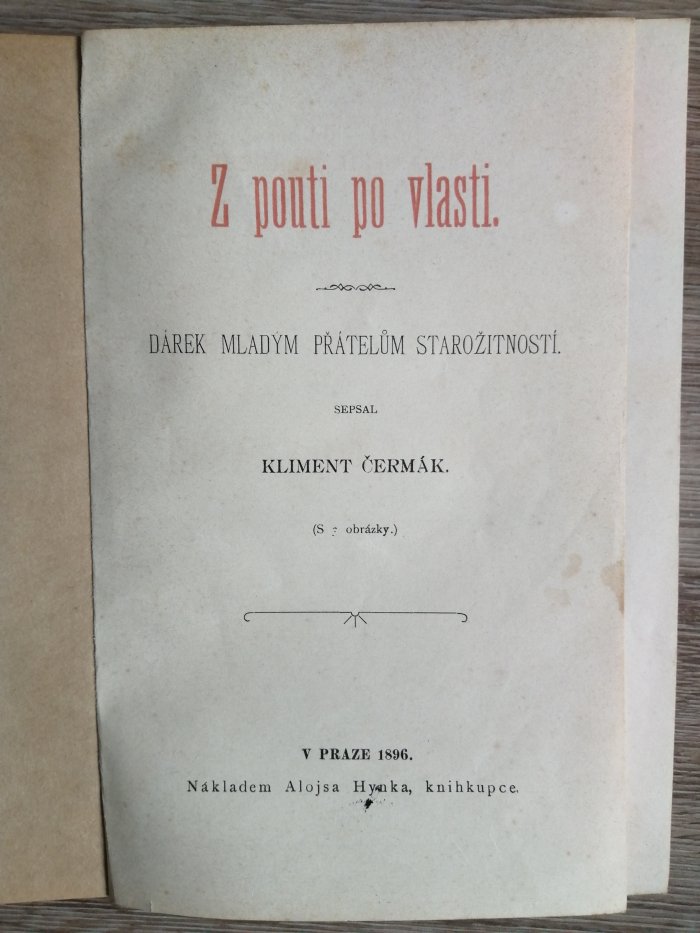 Z pouti po vlasti.
DÁREK MLADÝM PŘÁTELŮM STAROŽITNOSTÍ.
SEPSAL
KLIMENT ČERMÁK.
(S obrázky.)
V PRAZE 1896.
Nákladem Alojsa Hynka, knihkupce.